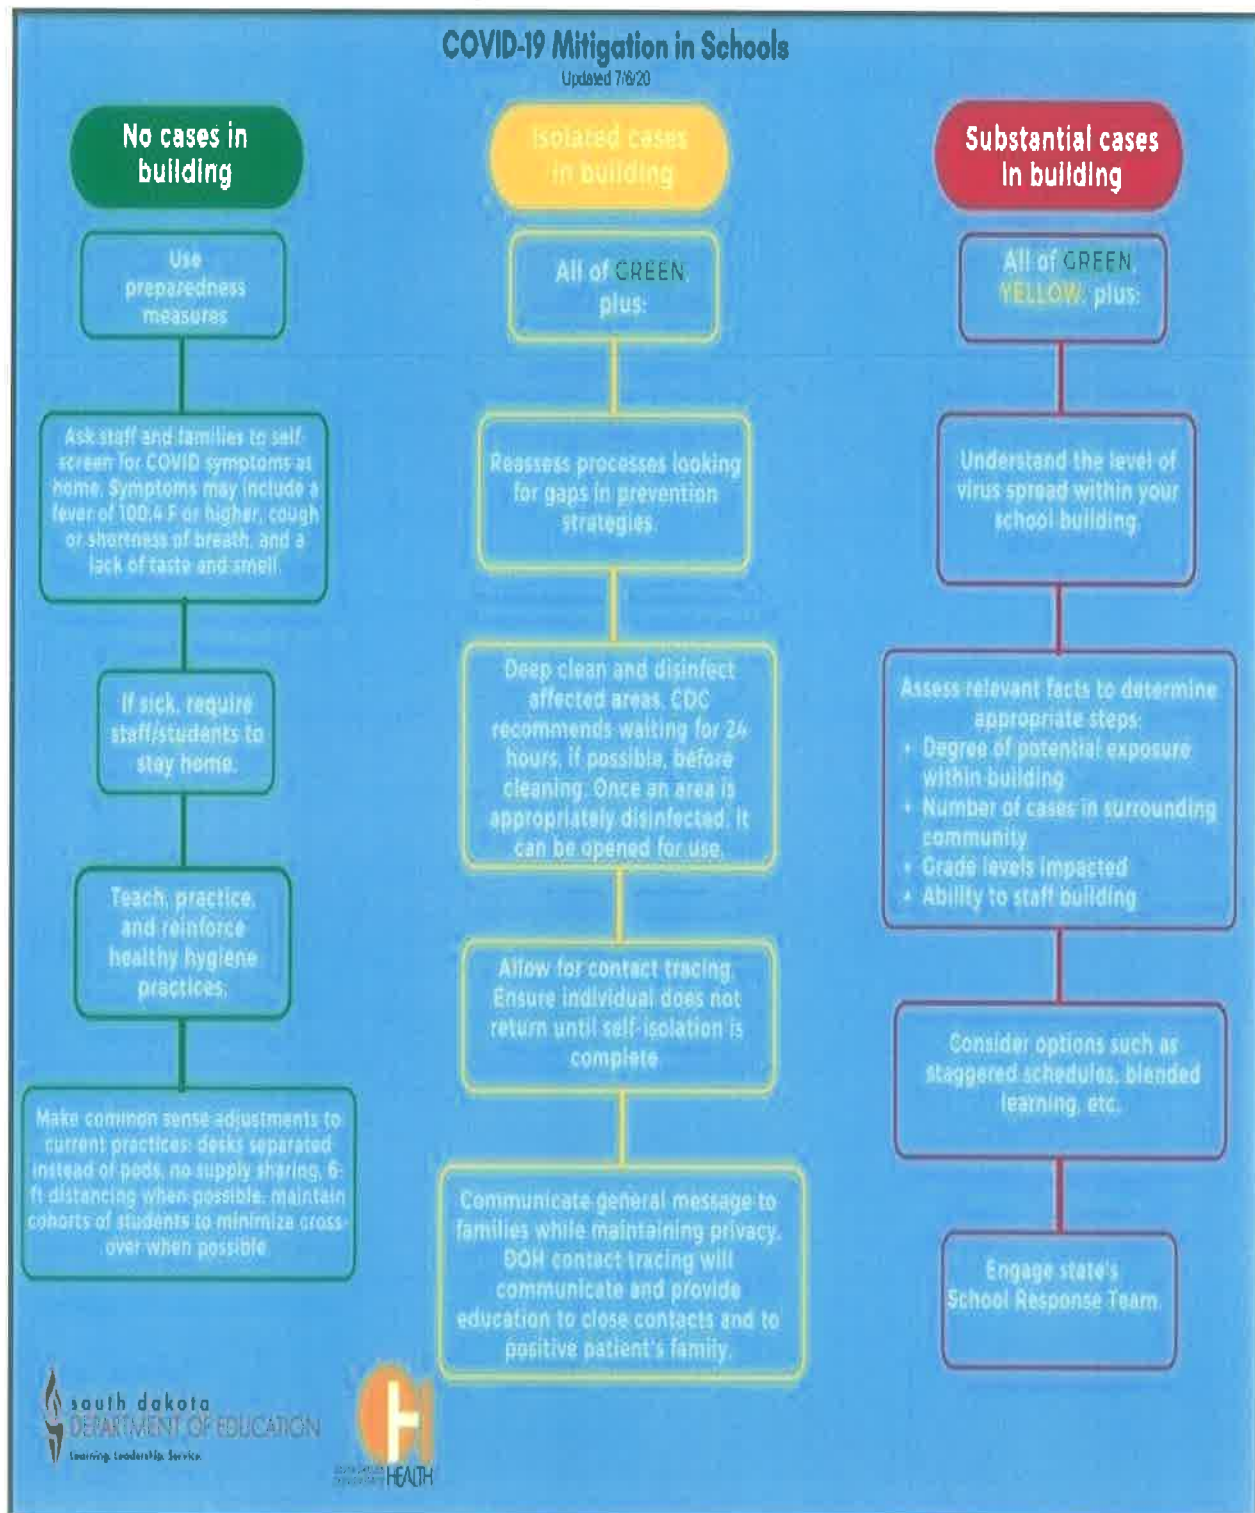 COVID-19 Mitigation in Schools
Updated 7/6/20
No cases in
building
Use
preparedness
measures
Ask staff and families to self-
screen for COVID symptoms at
home. Symptoms may include a
fever of 100.4 F or higher, cough
or shortness of breath, and a
lack of taste and smell.
If sick, require
staff/students to
stay home.
Teach, practice,
and reinforce
healthy hygiene
practices.
Make common sense adjustments to
current practices: desks separated
instead of pods, no supply sharing, 6-
ft distancing when possible, maintain
cohorts of students to minimize cross-
over when possible.
Isolared cases
in building
All of GREEN,
plus:
Reassess processes looking
for gaps in prevention
strategies.
Deep clean and disinfect
affected areas. CDC
recommends waiting for 24
hours, if possible, before
cleaning. Once an area is
appropriately disinfected, it
can be opened for use.
Allow for contact tracing.
Ensure individual does not
return until self-isolation is
complete.
Communicate general message to
families while maintaining privacy.
DOH contact tracing will
communicate and provide
education to close contacts and to
positive patient's family.
Substantial cases
in building
All of GREEN,
YELLOW, plus:
Understand the level of
virus spread within your
school building.
Assess relevant facts to determine
appropriate steps:
• Degree of potential exposure
within building
• Number of cases in surrounding
community
• Grade levels impacted
• Ability to staff building
Consider options such as
staggered schedules, blended
learning, etc.
Engage state's
School Response Team.
south dakota
DEPARTMENT OF EDUCATION
Learning. Leadership. Service.
HEALTH